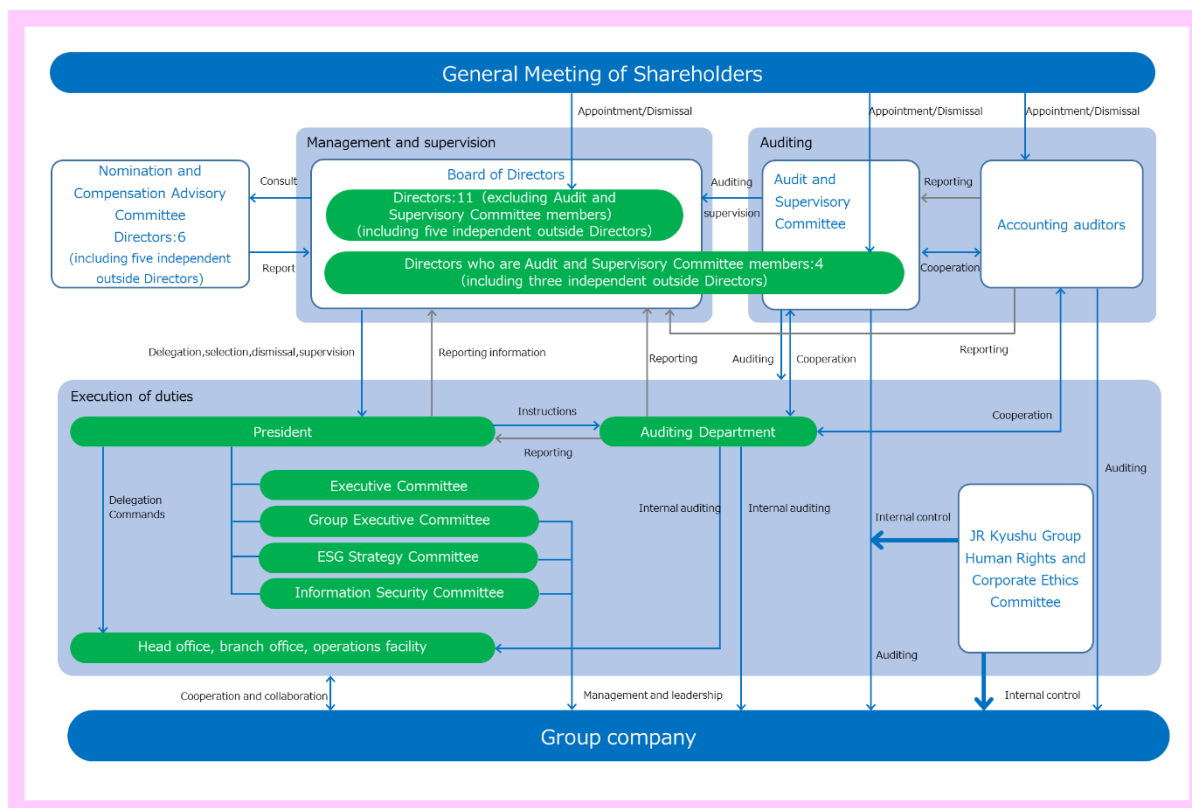 General Meeting of Shareholders
Appointment/Dismissal
Appointment/Dismissal
Appointment/Dismissal
Management and supervision
Auditing
Nomination and
Compensation Advisory
Committee
Directors:6
(including five independent
outside Directors)
Consult
Report
Board of Directors
Directors:11 (excluding Audit and
Supervisory Committee members)
(including five independent outside Directors)
Directors who are Audit and Supervisory Committee members:4
(including three independent outside Directors)
Auditing
supervision
Audit and
Supervisory
Committee
Reporting
Cooperation
Accounting auditors
Delegation,selection,dismissal,supervision
Reporting information
Reporting
Auditing
Cooperation
Reporting
Execution of duties
President
Instructions
Reporting
Auditing Department
Cooperation
Auditing
Delegation
Commands
Executive Committee
Group Executive Committee
ESG Strategy Committee
Information Security Committee
Internal auditing
Internal auditing
Internal control
JR Kyushu Group
Human Rights and
Corporate Ethics
Committee
Head office, branch office, operations facility
Auditing
Cooperation and collaboration
Management and leadership
Internal control
Group company